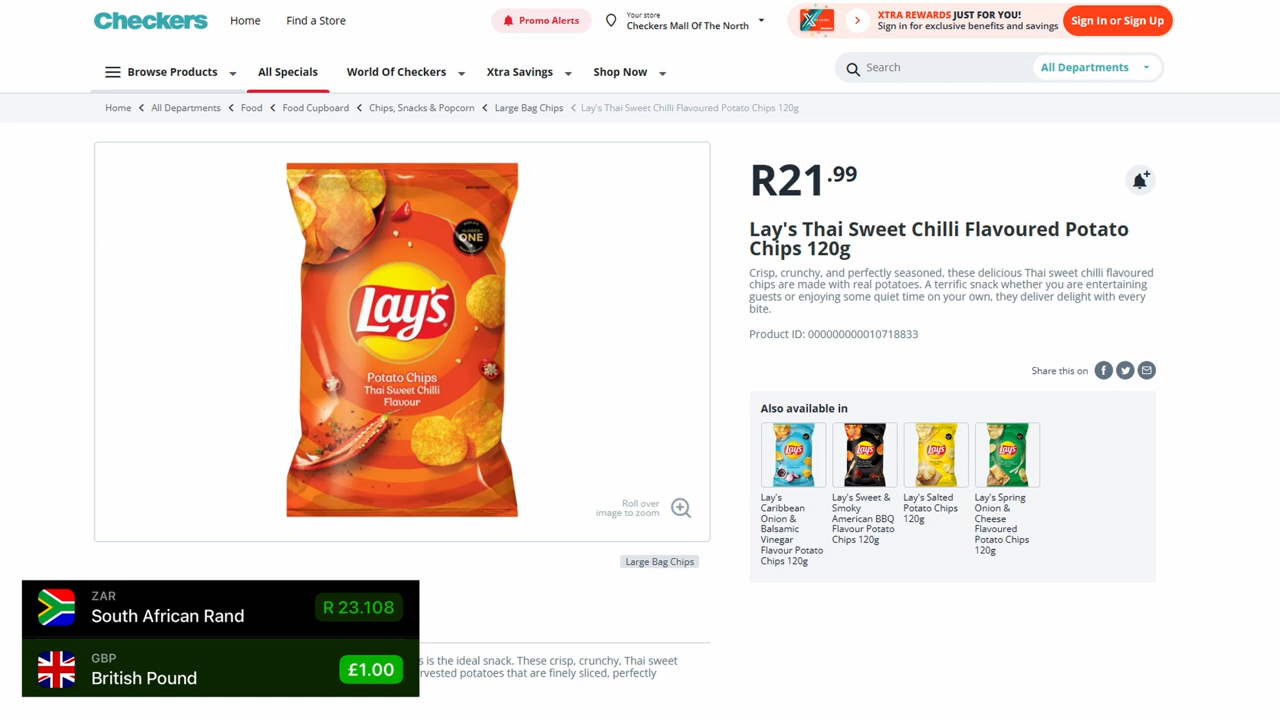 Checkers
Home
Find a Store
Promo Alerts
Your store
Checkers Mall Of The North
XTRA REWARDS JUST FOR YOU!
Sign in for exclusive benefits and savings
Sign In or Sign Up
Browse Products
All Specials
World Of Checkers
Xtra Savings
Shop Now
Search
All Departments
Home
All Departments
Food
Food Cupboard
Chips, Snacks & Popcorn
Large Bag Chips
Lay's Thai Sweet Chilli Flavoured Potato Chips 120g
ONE
Lay's
Potato Chips
Thai Sweet Chilli
Flavour
Roll over
image to zoom
Large Bag Chips
R21.99
Lay's Thai Sweet Chilli Flavoured Potato
Chips 120g
Crisp, crunchy, and perfectly seasoned, these delicious Thai sweet chilli flavoured
chips are made with real potatoes. A terrific snack whether you are entertaining
guests or enjoying some quiet time on your own, they deliver delight with every
bite.
Product ID: 000000000010718833
Share this on
Also available in
Lay's
Lay's
Lay's
Lay's
Lay's
Caribbean
Onion &
Balsamic
Vinegar
Flavour Potato
Chips 120g
Lay's Sweet &
Smoky
American BBQ
Flavour Potato
Chips 120g
Lay's Salted
Potato Chips
120g
Lay's Spring
Onion &
Cheese
Flavoured
Potato Chips
120g
ZAR
South African Rand
R 23.108
GBP
British Pound
£1.00
s is the ideal snack. These crisp, crunchy, Thai sweet
rvested potatoes that are finely sliced, perfectly